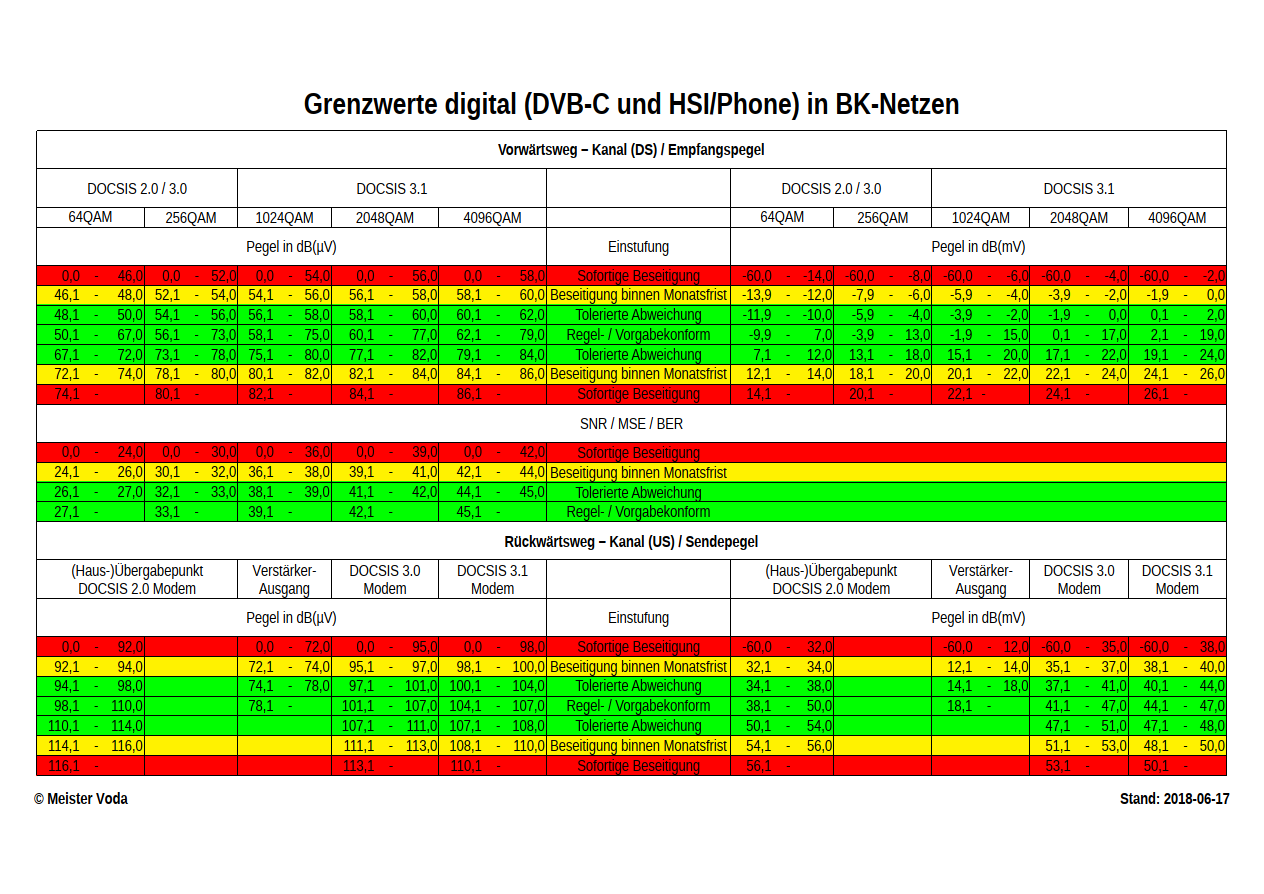 Grenzwerte digital (DVB-C und HSI/Phone) in BK-Netzen
Vorwärtsweg – Kanal (DS) / Empfangspegel
DOCSIS 2.0 / 3.0 DOCSIS 3.1 DOCSIS 2.0 / 3.0 DOCSIS 3.1
64QAM 256QAM 1024QAM 2048QAM 4096QAM 64QAM 256QAM 1024QAM 2048QAM 4096QAM
Pegel in dB(µV) Einstufung Pegel in dB(mV)
0,0 - 46,0 0,0 - 52,0 0,0 - 54,0 0,0 - 56,0 0,0 - 58,0 Sofortige Beseitigung -60,0 - -14,0 -60,0 - -8,0 -60,0 - -6,0 -60,0 - -4,0 -60,0 - -2,0
46,1 - 48,0 52,1 - 54,0 54,1 - 56,0 56,1 - 58,0 58,1 - 60,0 Beseitigung binnen Monatsfrist -13,9 - -12,0 -7,9 - -6,0 -5,9 - -4,0 -3,9 - -2,0 -1,9 - 0,0
48,1 - 50,0 54,1 - 56,0 56,1 - 58,0 58,1 - 60,0 60,1 - 62,0 Tolerierte Abweichung -11,9 - -10,0 -5,9 - -4,0 -3,9 - -2,0 -1,9 - 0,0 0,1 - 2,0
50,1 - 67,0 56,1 - 73,0 58,1 - 75,0 60,1 - 77,0 62,1 - 79,0 Regel- / Vorgabekonform -9,9 - 7,0 -3,9 - 13,0 -1,9 - 15,0 0,1 - 17,0 2,1 - 19,0
67,1 - 72,0 73,1 - 78,0 75,1 - 80,0 77,1 - 82,0 79,1 - 84,0 Tolerierte Abweichung 7,1 - 12,0 13,1 - 18,0 15,1 - 20,0 17,1 - 22,0 19,1 - 24,0
72,1 - 74,0 78,1 - 80,0 80,1 - 82,0 82,1 - 84,0 84,1 - 86,0 Beseitigung binnen Monatsfrist 12,1 - 14,0 18,1 - 20,0 20,1 - 22,0 22,1 - 24,0 24,1 - 26,0
74,1 - 80,1 - 82,1 - 84,1 - 86,1 - Sofortige Beseitigung 14,1 - 20,1 - 22,1 - 24,1 - 26,1 -
SNR / MSE / BER
0,0 - 24,0 0,0 - 30,0 0,0 - 36,0 0,0 - 39,0 0,0 - 42,0 Sofortige Beseitigung
24,1 - 26,0 30,1 - 32,0 36,1 - 38,0 39,1 - 41,0 42,1 - 44,0 Beseitigung binnen Monatsfrist
26,1 - 27,0 32,1 - 33,0 38,1 - 39,0 41,1 - 42,0 44,1 - 45,0 Tolerierte Abweichung
27,1 - 33,1 - 39,1 - 42,1 - 45,1 - Regel- / Vorgabekonform
Rückwärtsweg – Kanal (US) / Sendepegel
(Haus-)Übergabepunkt Verstärker- DOCSIS 3.0 DOCSIS 3.1 (Haus-)Übergabepunkt Verstärker- DOCSIS 3.0 DOCSIS 3.1
DOCSIS 2.0 Modem Ausgang Modem Modem DOCSIS 2.0 Modem Ausgang Modem Modem
Pegel in dB(µV) Einstufung Pegel in dB(mV)
0,0 - 92,0 0,0 - 72,0 0,0 - 95,0 0,0 - 98,0 Sofortige Beseitigung -60,0 - 32,0 -60,0 - 12,0 -60,0 - 35,0 -60,0 - 38,0
92,1 - 94,0 72,1 - 74,0 95,1 - 97,0 98,1 - 100,0 Beseitigung binnen Monatsfrist 32,1 - 34,0 12,1 - 14,0 35,1 - 37,0 38,1 - 40,0
94,1 - 98,0 74,1 - 78,0 97,1 - 101,0 100,1 - 104,0 Tolerierte Abweichung 34,1 - 38,0 14,1 - 18,0 37,1 - 41,0 40,1 - 44,0
98,1 - 110,0 78,1 - 101,1 - 107,0 104,1 - 107,0 Regel- / Vorgabekonform 38,1 - 50,0 18,1 - 41,1 - 47,0 44,1 - 47,0
110,1 - 114,0 107,1 - 111,0 107,1 - 108,0 Tolerierte Abweichung 50,1 - 54,0 47,1 - 51,0 47,1 - 48,0
114,1 - 116,0 111,1 - 113,0 108,1 - 110,0 Beseitigung binnen Monatsfrist 54,1 - 56,0 51,1 - 53,0 48,1 - 50,0
116,1 - 113,1 - 110,1 - Sofortige Beseitigung 56,1 - 53,1 - 50,1 -
© Meister Voda Stand: 2018-06-17